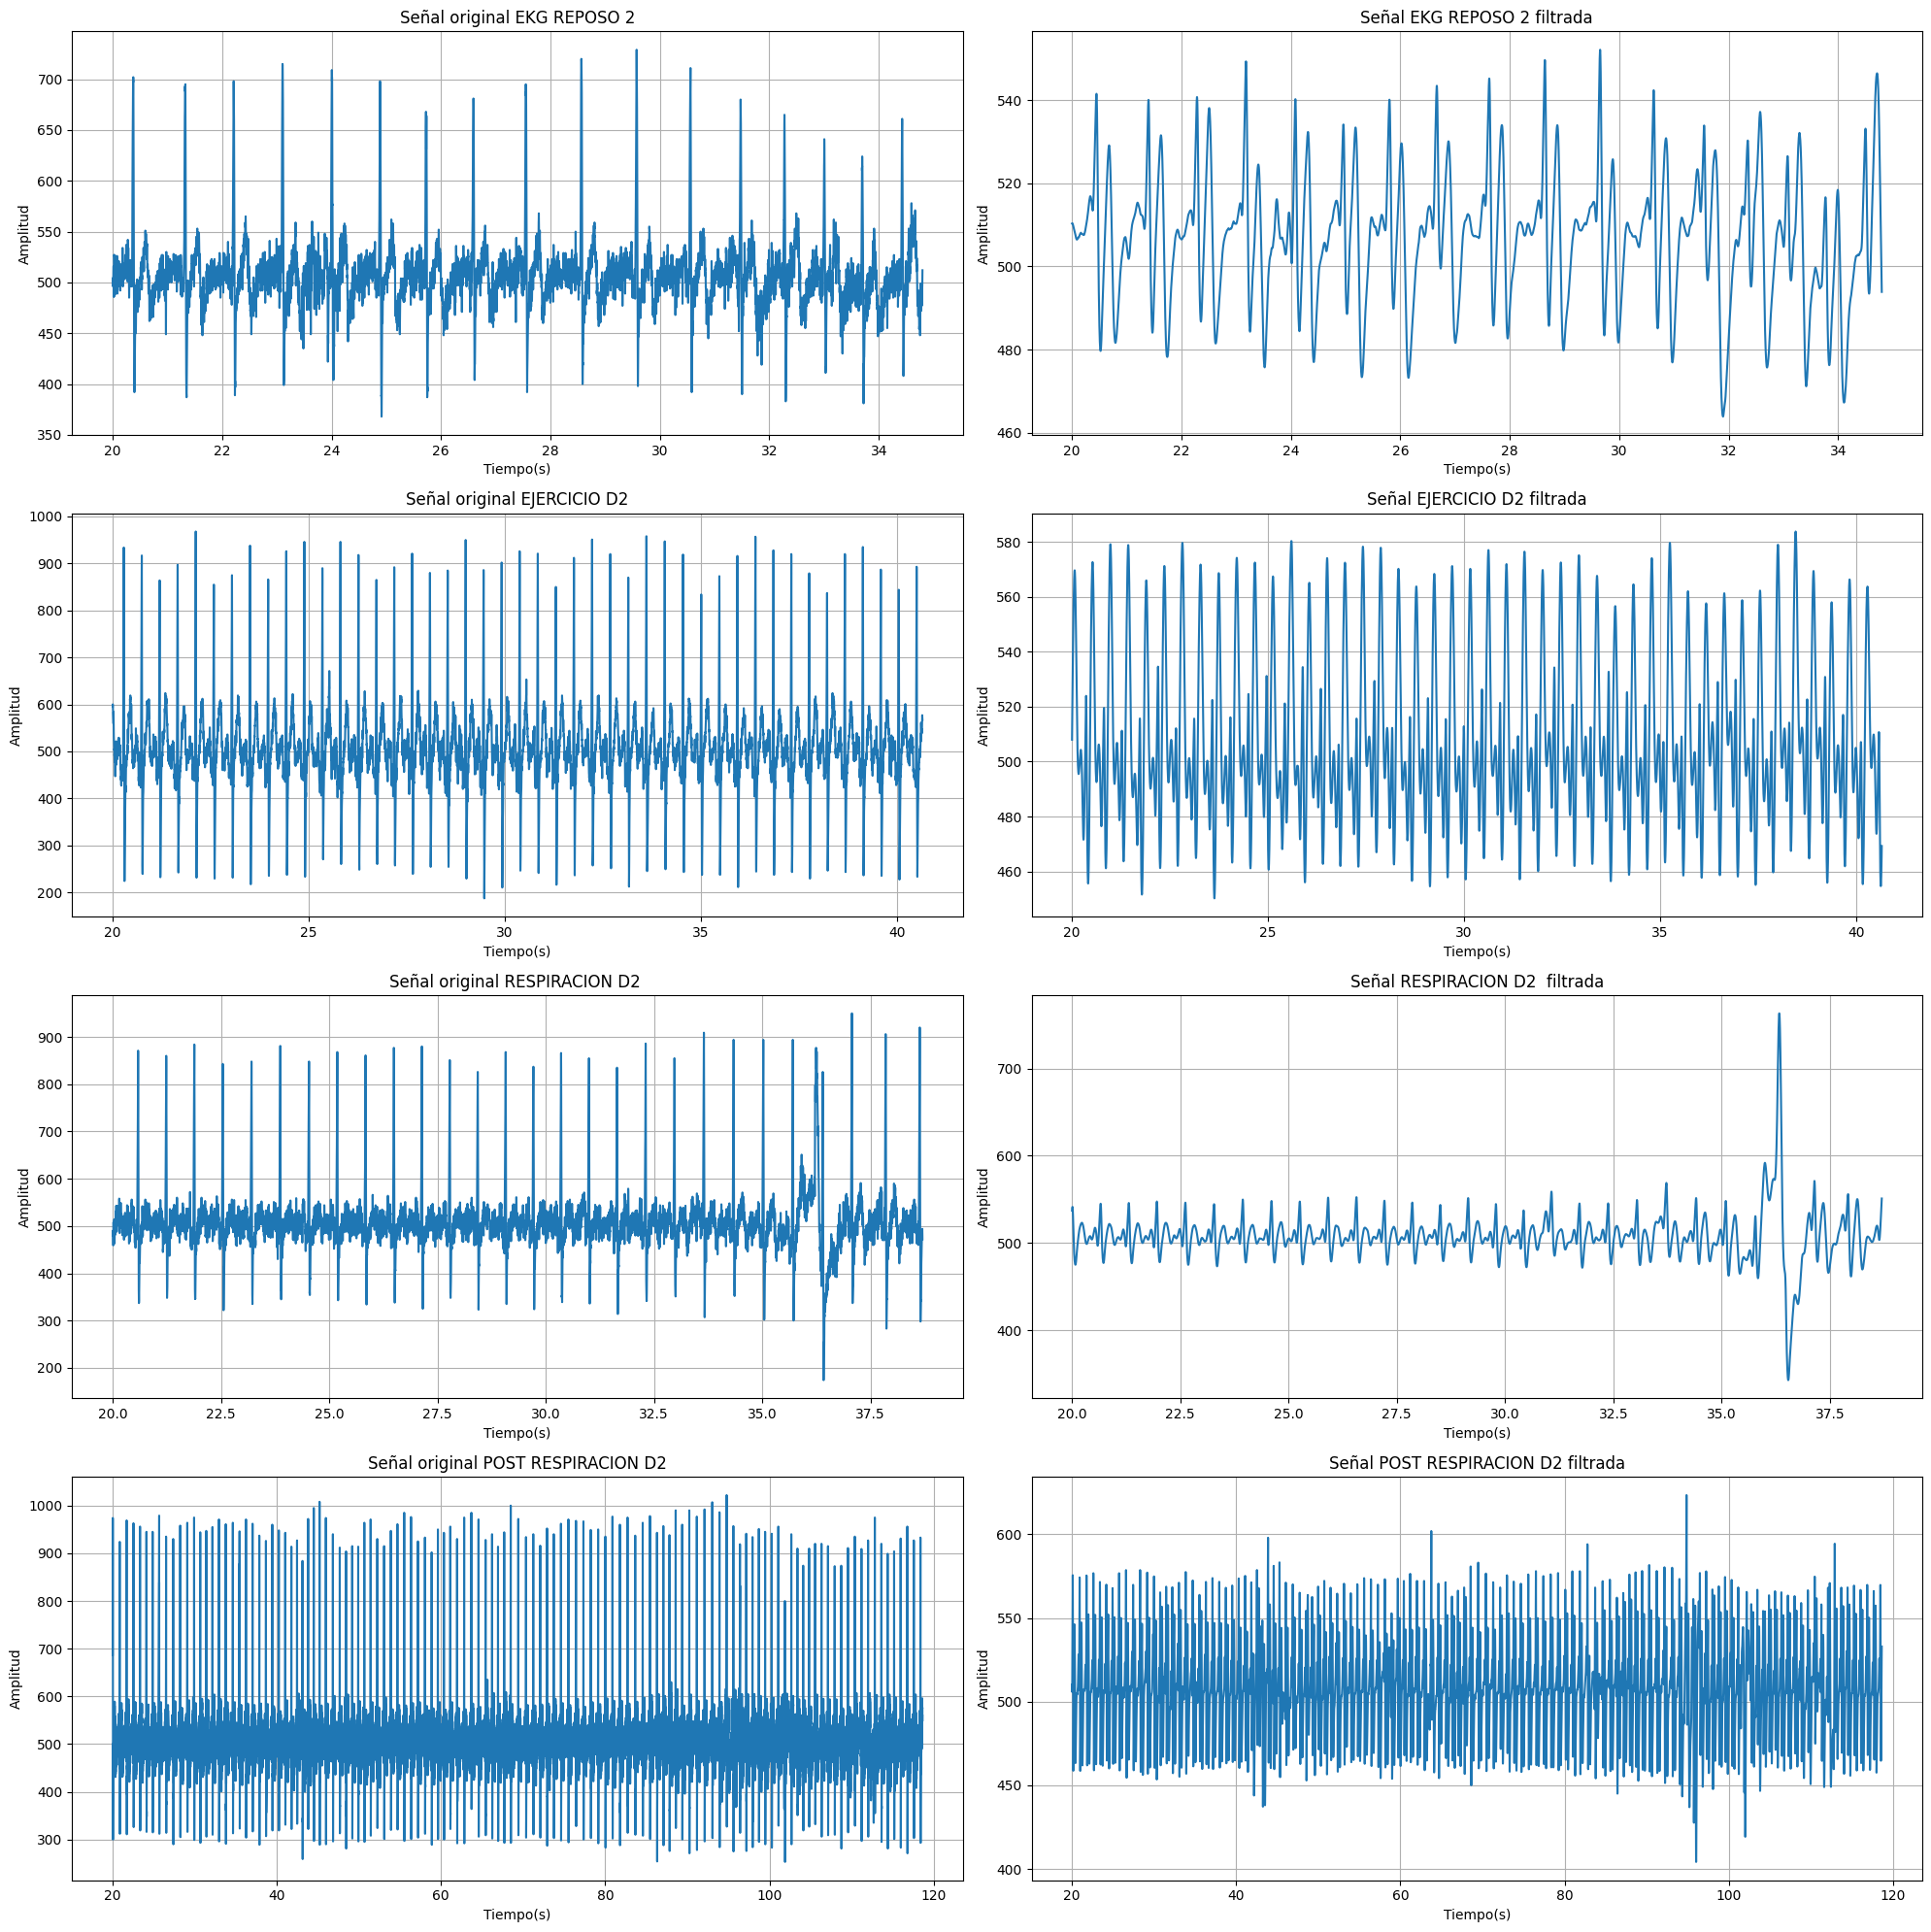 Señal original EKG REPOSO 2
Amplitud
700
650
600
550
500
450
400
350
20 22 24 26 28 30 32 34
Tiempo(s)
Señal EKG REPOSO 2 filtrada
Amplitud
540
520
500
480
460
20 22 24 26 28 30 32 34
Tiempo(s)
Señal original EJERCICIO D2
Amplitud
1000
900
800
700
600
500
400
300
200
20 25 30 35 40
Tiempo(s)
Señal EJERCICIO D2 filtrada
Amplitud
580
560
540
520
500
480
460
20 25 30 35 40
Tiempo(s)
Señal original RESPIRACION D2
Amplitud
900
800
700
600
500
400
300
200
20.0 22.5 25.0 27.5 30.0 32.5 35.0 37.5
Tiempo(s)
Señal RESPIRACION D2  filtrada
Amplitud
700
600
500
400
20.0 22.5 25.0 27.5 30.0 32.5 35.0 37.5
Tiempo(s)
Señal original POST RESPIRACION D2
Amplitud
1000
900
800
700
600
500
400
300
20 40 60 80 100 120
Tiempo(s)
Señal POST RESPIRACION D2 filtrada
Amplitud
600
550
500
450
400
20 40 60 80 100 120
Tiempo(s)